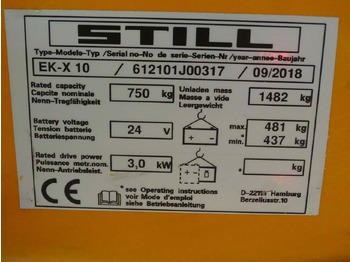 STILL
Type-Modele-Typ /Serial no-No de serie-Serien-Nr /year-annee-Baujahr
EK-X 10 / 612101J00317 / 09/2018
Rated capacity
Capacite nominale 750 kg
Nenn-Tragfähigkeit
Unladen mass
Masse a vide 1482 kg
Leergewicht
Battery voltage
Tension batterie 24 V
Batteriespannung
+ -
max. 481 kg
* min. 437 kg
Rated drive power
Puissance motr.nom. 3,0 kW
Nenn-Antriebsleist.
* kg
CE
*see Operating instructions
voir Mode d'emploi
siehe Betriebsanleitung
Hamburg
Berzeliusstr.10